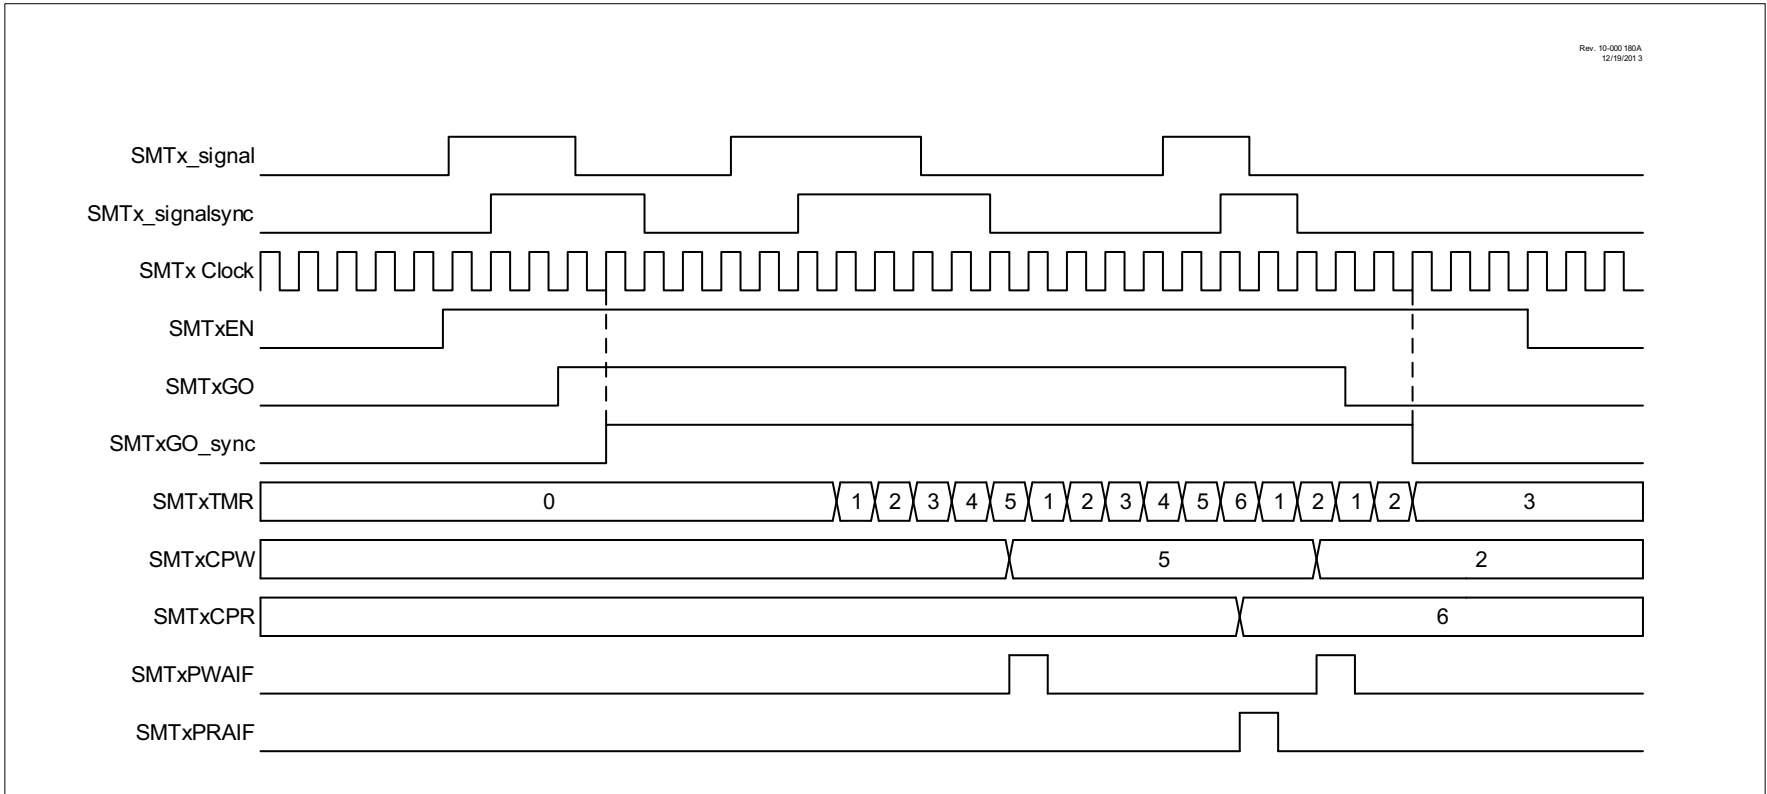 Rev. 10-000 180A
12/19/2013
SMTx_signal
SMTx_signalsync
SMTx Clock
SMTxEN
SMTxGO
SMTxGO_sync
SMTxTMR 0 1 2 3 4 5 1 2 3 4 5 6 1 2 1 2 3
SMTxCPW 5 2
SMTxCPR 6
SMTxPWAIF
SMTxPRAIF